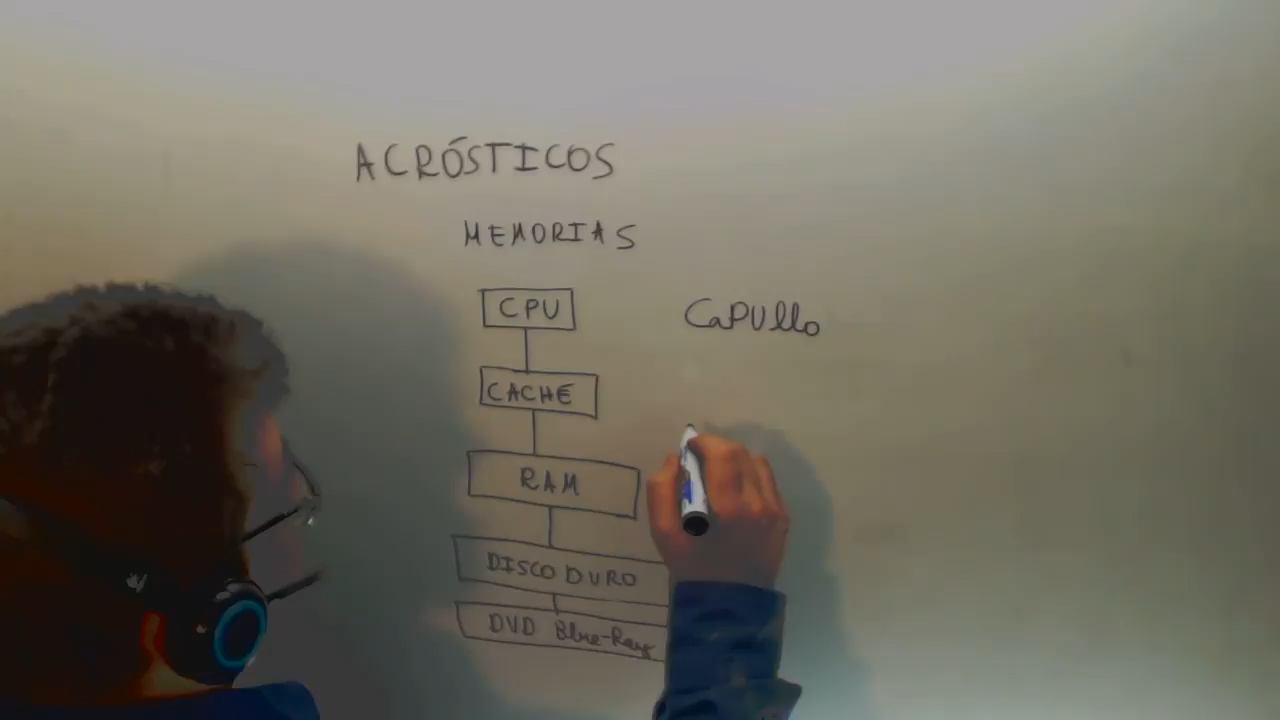 ACRÓSTICOS
MEMORIAS
CPU
CaPUllo
CACHE
RAM
DISCO DURO
DVD Blue-Ray